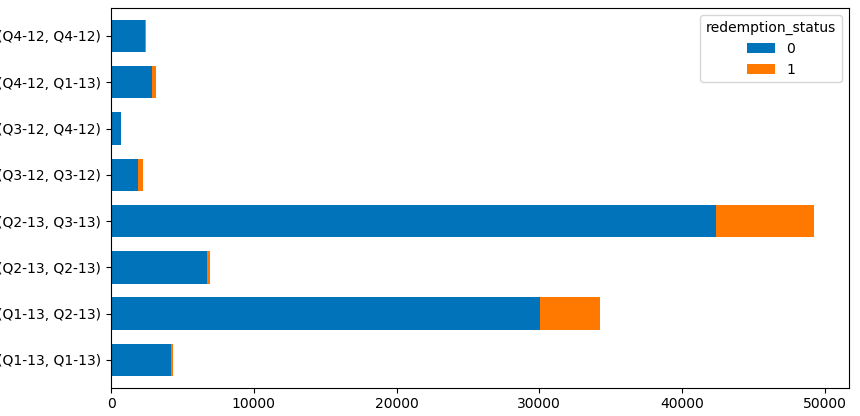 redemption_status
0
1
(Q4-12, Q4-12)
(Q4-12, Q1-13)
(Q3-12, Q4-12)
(Q3-12, Q3-12)
(Q2-13, Q3-13)
(Q2-13, Q2-13)
(Q1-13, Q2-13)
(Q1-13, Q1-13)
0 10000 20000 30000 40000 50000